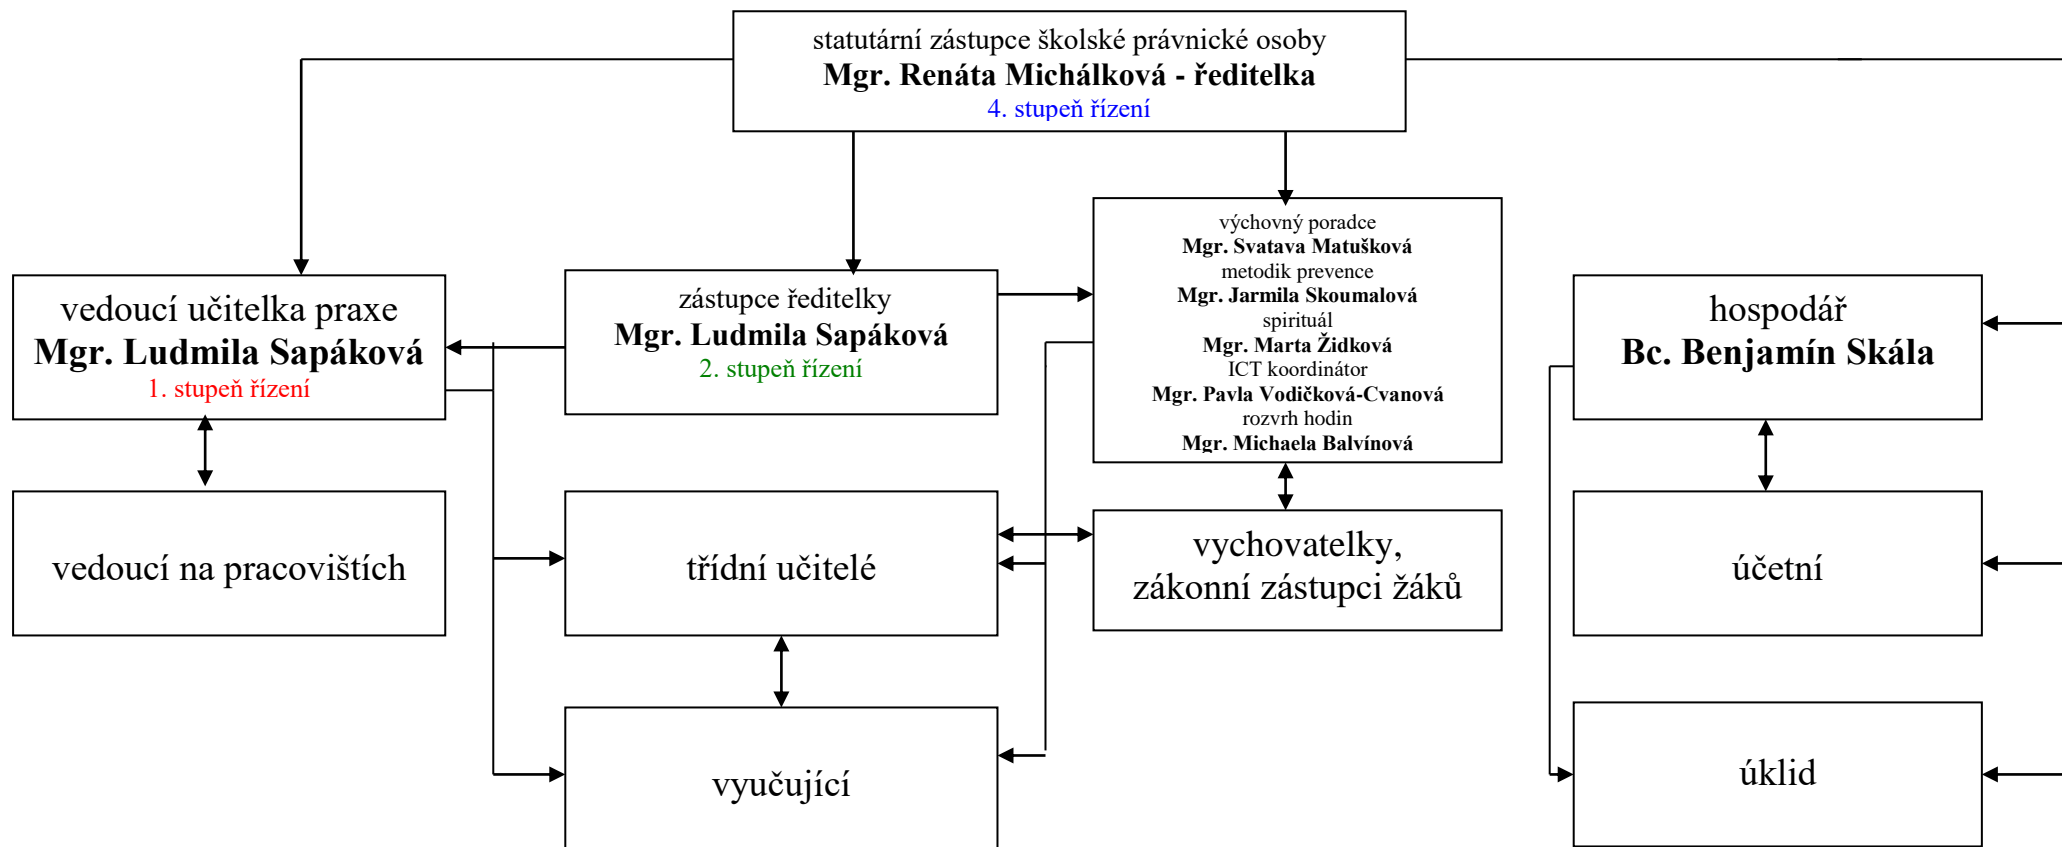 statutární zástupce školské právnické osoby
Mgr. Renáta Michálková - ředitelka
4. stupeň řízení
vedoucí učitelka praxe
Mgr. Ludmila Sapáková
1. stupeň řízení
zástupce ředitelky
Mgr. Ludmila Sapáková
2. stupeň řízení
výchovný poradce
Mgr. Svatava Matušková
metodik prevence
Mgr. Jarmila Skoumalová
spirituál
Mgr. Marta Židková
ICT koordinátor
Mgr. Pavla Vodičková-Cvanová
rozvrh hodin
Mgr. Michaela Balvínová
hospodář
Bc. Benjamín Skála
vedoucí na pracovištích
třídní učitelé
vychovatelky,
zákonní zástupci žáků
účetní
vyučující
úklid